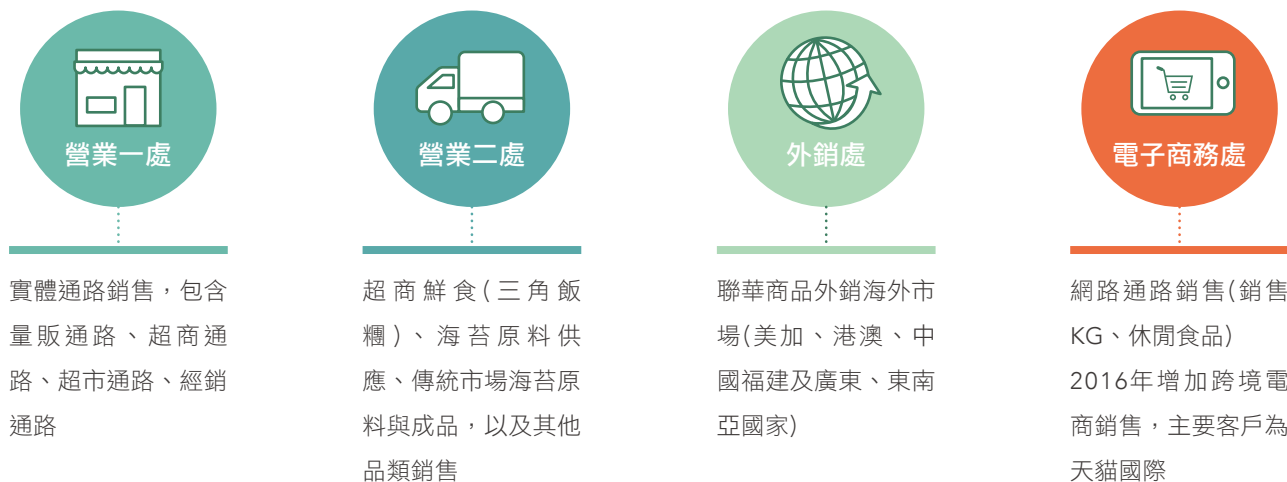 營業一處
實體通路銷售，包含
量販通路、超商通
路、超市通路、經銷
通路
營業二處
超商鮮食(三角飯
糰)、海苔原料供
應、傳統市場海苔原
料與成品，以及其他
品類銷售
外銷處
聯華商品外銷海外市
場(美加、港澳、中
國福建及廣東、東南
亞國家)
電子商務處
網路通路銷售(銷售
KG、休閒食品)
2016年增加跨境電
商銷售，主要客戶為
天貓國際